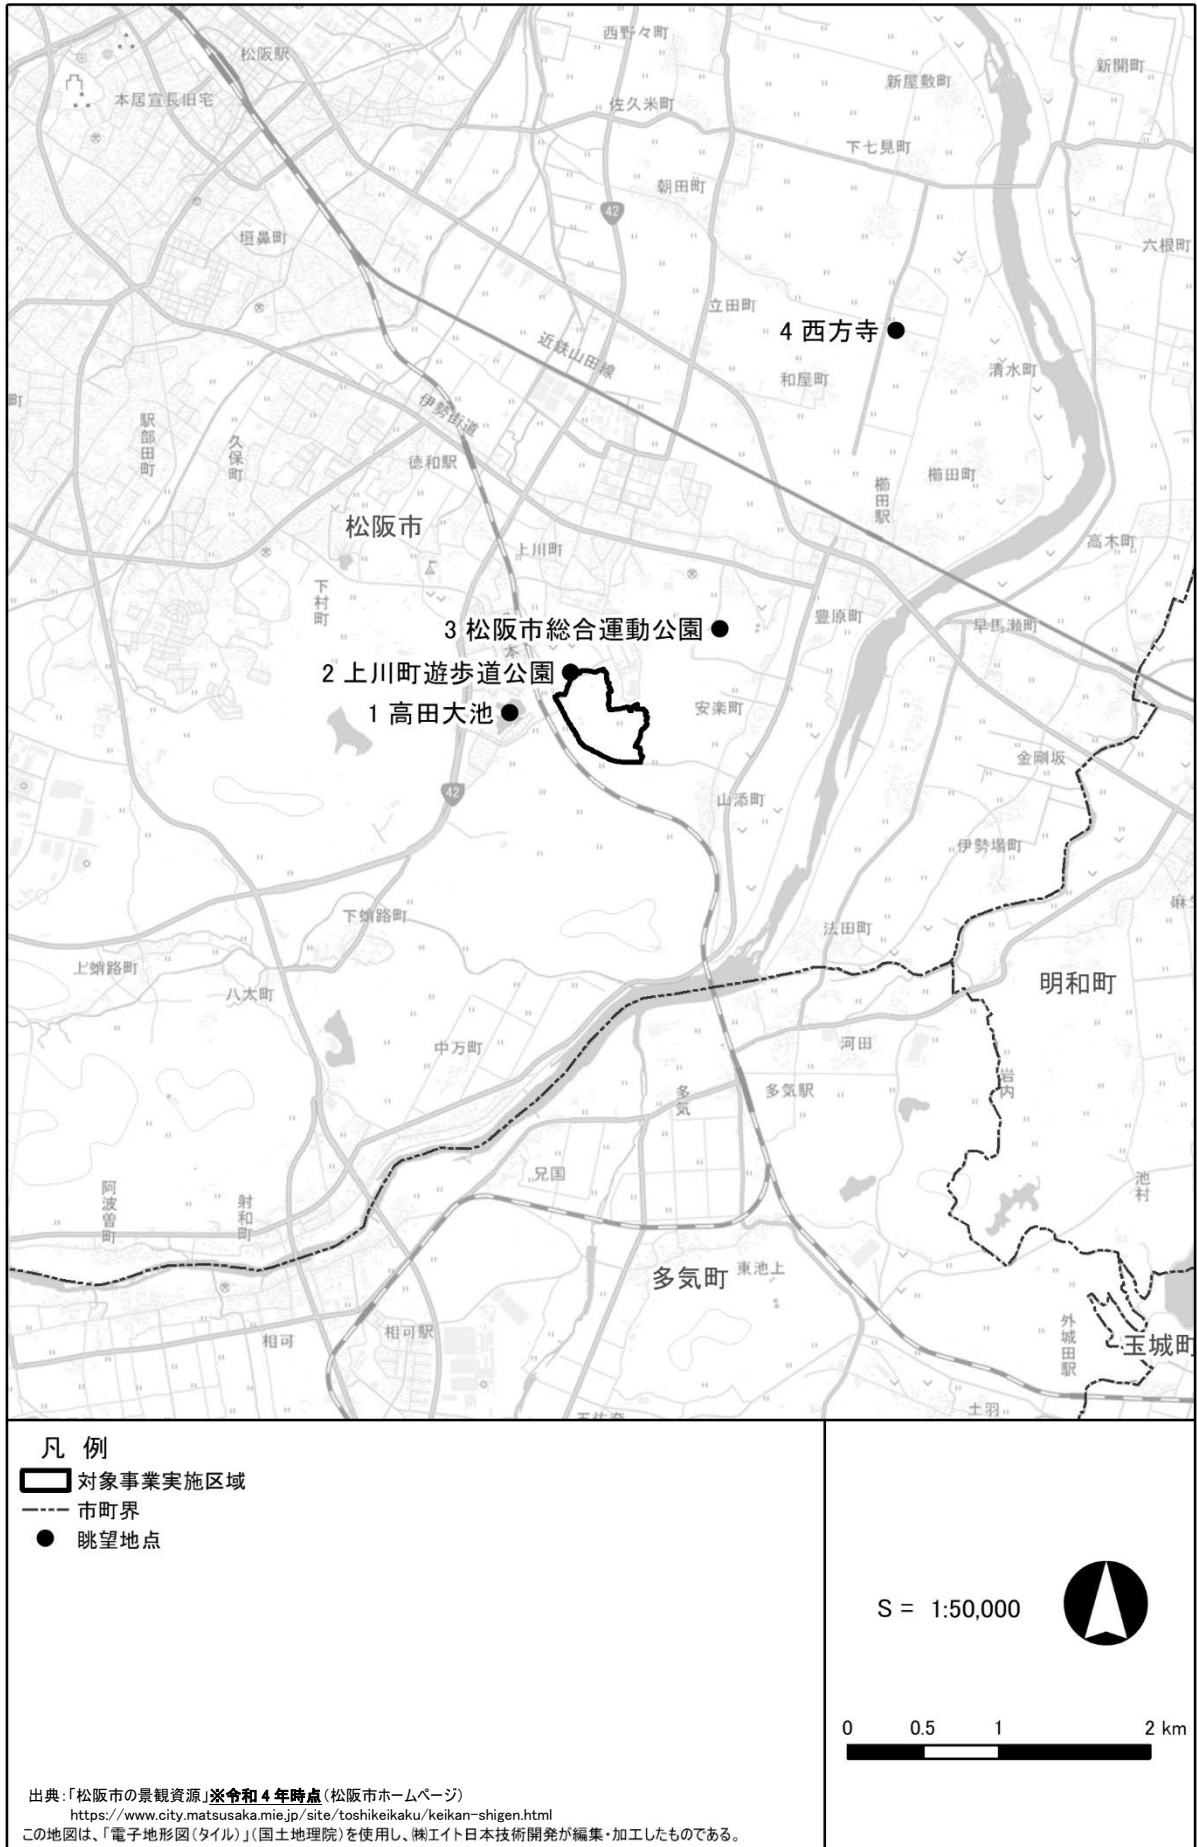 西野々町
新開町
松阪駅
新屋敷町
本居宣長旧宅
佐久米町
下七見町
朝田町
42
垣鼻町
六根町
立田町
4 西方寺
近鉄山田線
清水町
和屋町
町
伊勢街道
駅部田町
久保町
徳和駅
櫛田町
櫛田駅
松阪市
上川町
高木町
下村町
豊原町
早馬瀬町
3 松阪市総合運動公園
本
2 上川町遊歩道公園
1 高田大池
安楽町
金剛坂
42
山添町
伊勢場町
下蛸路町
法田町
上蛸路町
明和町
八太町
中万町
河田
岩内
多気
多気駅
兄国
池村
阿波曽町
射和町
多気町
東池上
外城田駅
相可
相可駅
玉城町
土羽
五佐奈
凡 例
対象事業実施区域
市町界
眺望地点
S = 1:50,000
0 0.5 1 2 km
出典:「松阪市の景観資源」※令和４年時点(松阪市ホームページ)
https://www.city.matsusaka.mie.jp/site/toshikeikaku/keikan-shigen.html
この地図は、「電子地形図(タイル)」(国土地理院)を使用し、㈱エイト日本技術開発が編集・加工したものである。